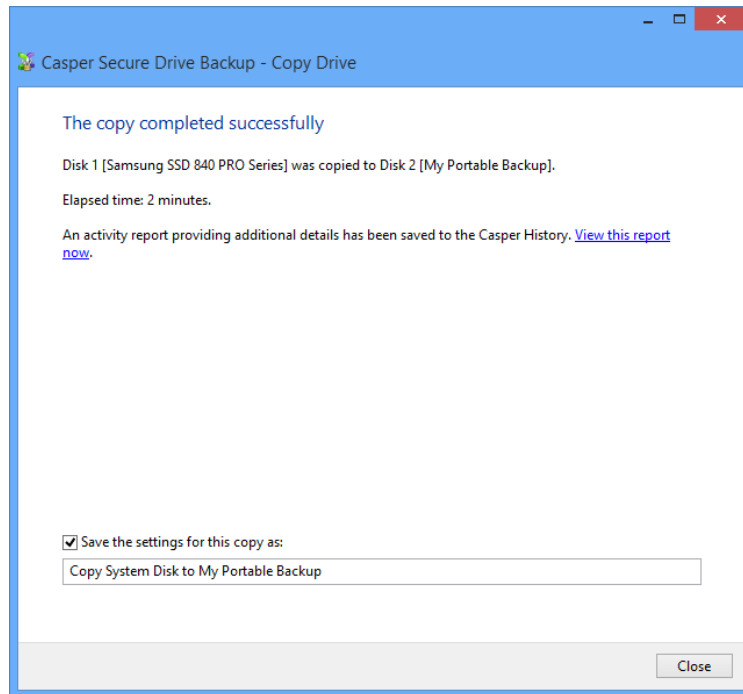 Casper Secure Drive Backup - Copy Drive
The copy completed successfully
Disk 1 [Samsung SSD 840 PRO Series] was copied to Disk 2 [My Portable Backup].
Elapsed time: 2 minutes.
An activity report providing additional details has been saved to the Casper History. View this report
now.
Save the settings for this copy as:
Copy System Disk to My Portable Backup
Close